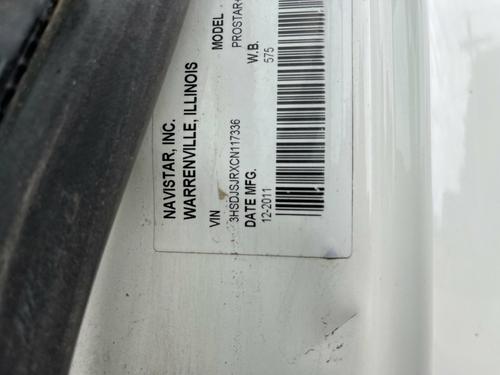 NAVISTAR, INC.
WARRENVILLE, ILLINOIS
VIN
3HSDJSJRXCN117336
DATE MFG.
12-2011
MODEL
PROSTAR+
W.B.
575